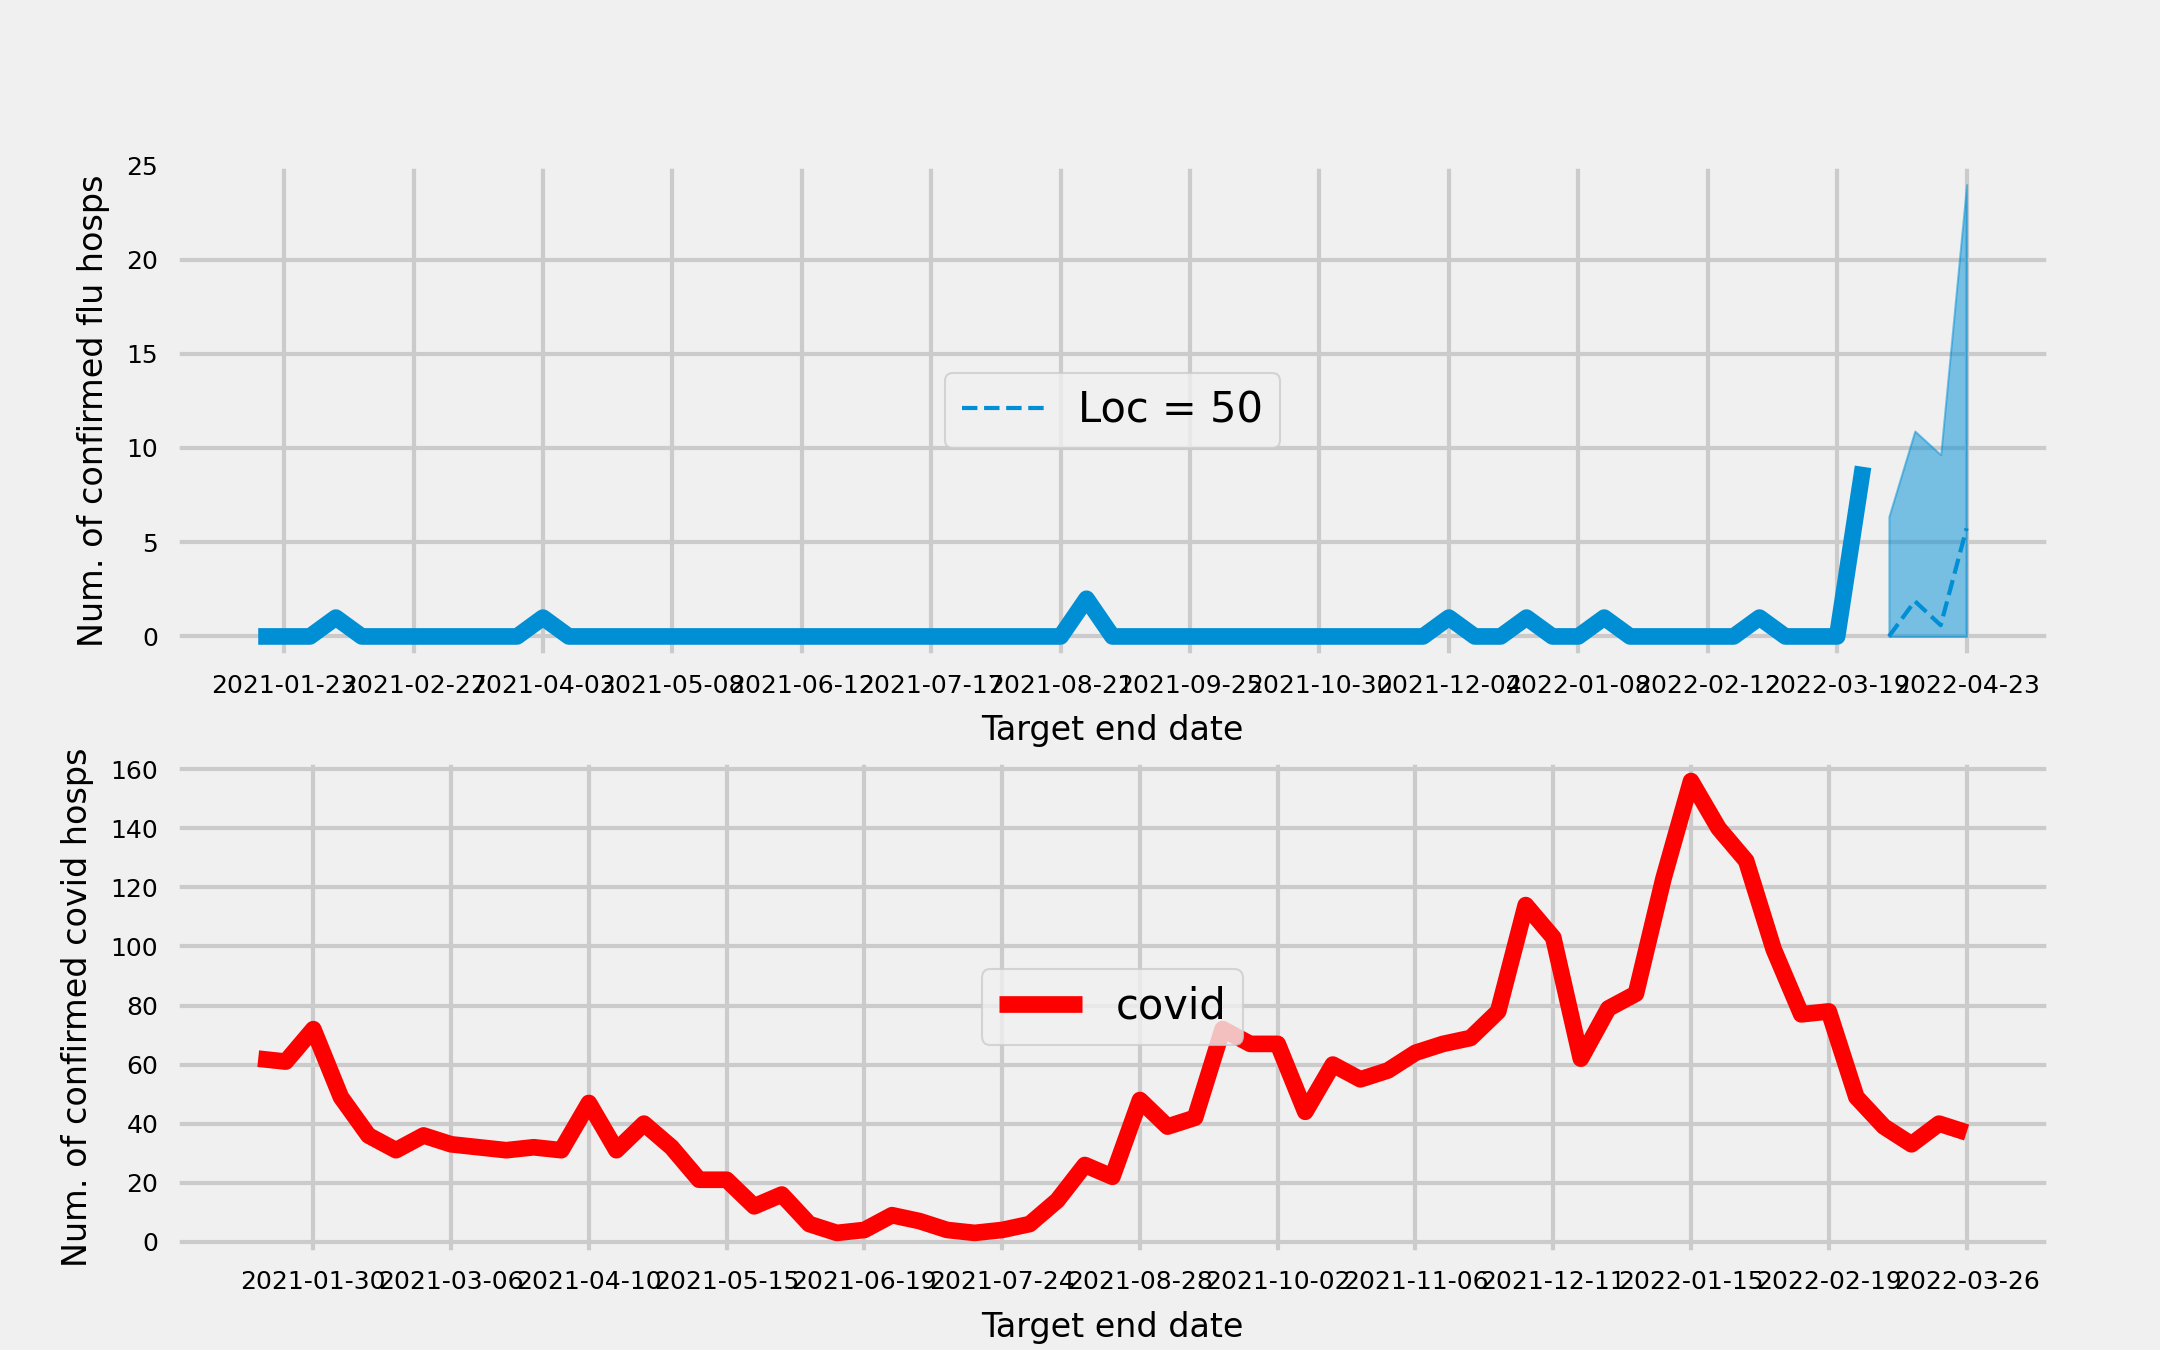 Num. of confirmed flu hosps
25
20
15
10
5
0
Loc = 50
2021-01-23 2021-02-27 2021-04-03 2021-05-08 2021-06-12 2021-07-17 2021-08-21 2021-09-25 2021-10-30 2021-12-04 2022-01-08 2022-02-12 2022-03-19 2022-04-23
Target end date
Num. of confirmed covid hosps
160
140
120
100
80
60
40
20
0
covid
2021-01-30 2021-03-06 2021-04-10 2021-05-15 2021-06-19 2021-07-24 2021-08-28 2021-10-02 2021-11-06 2021-12-11 2022-01-15 2022-02-19 2022-03-26
Target end date